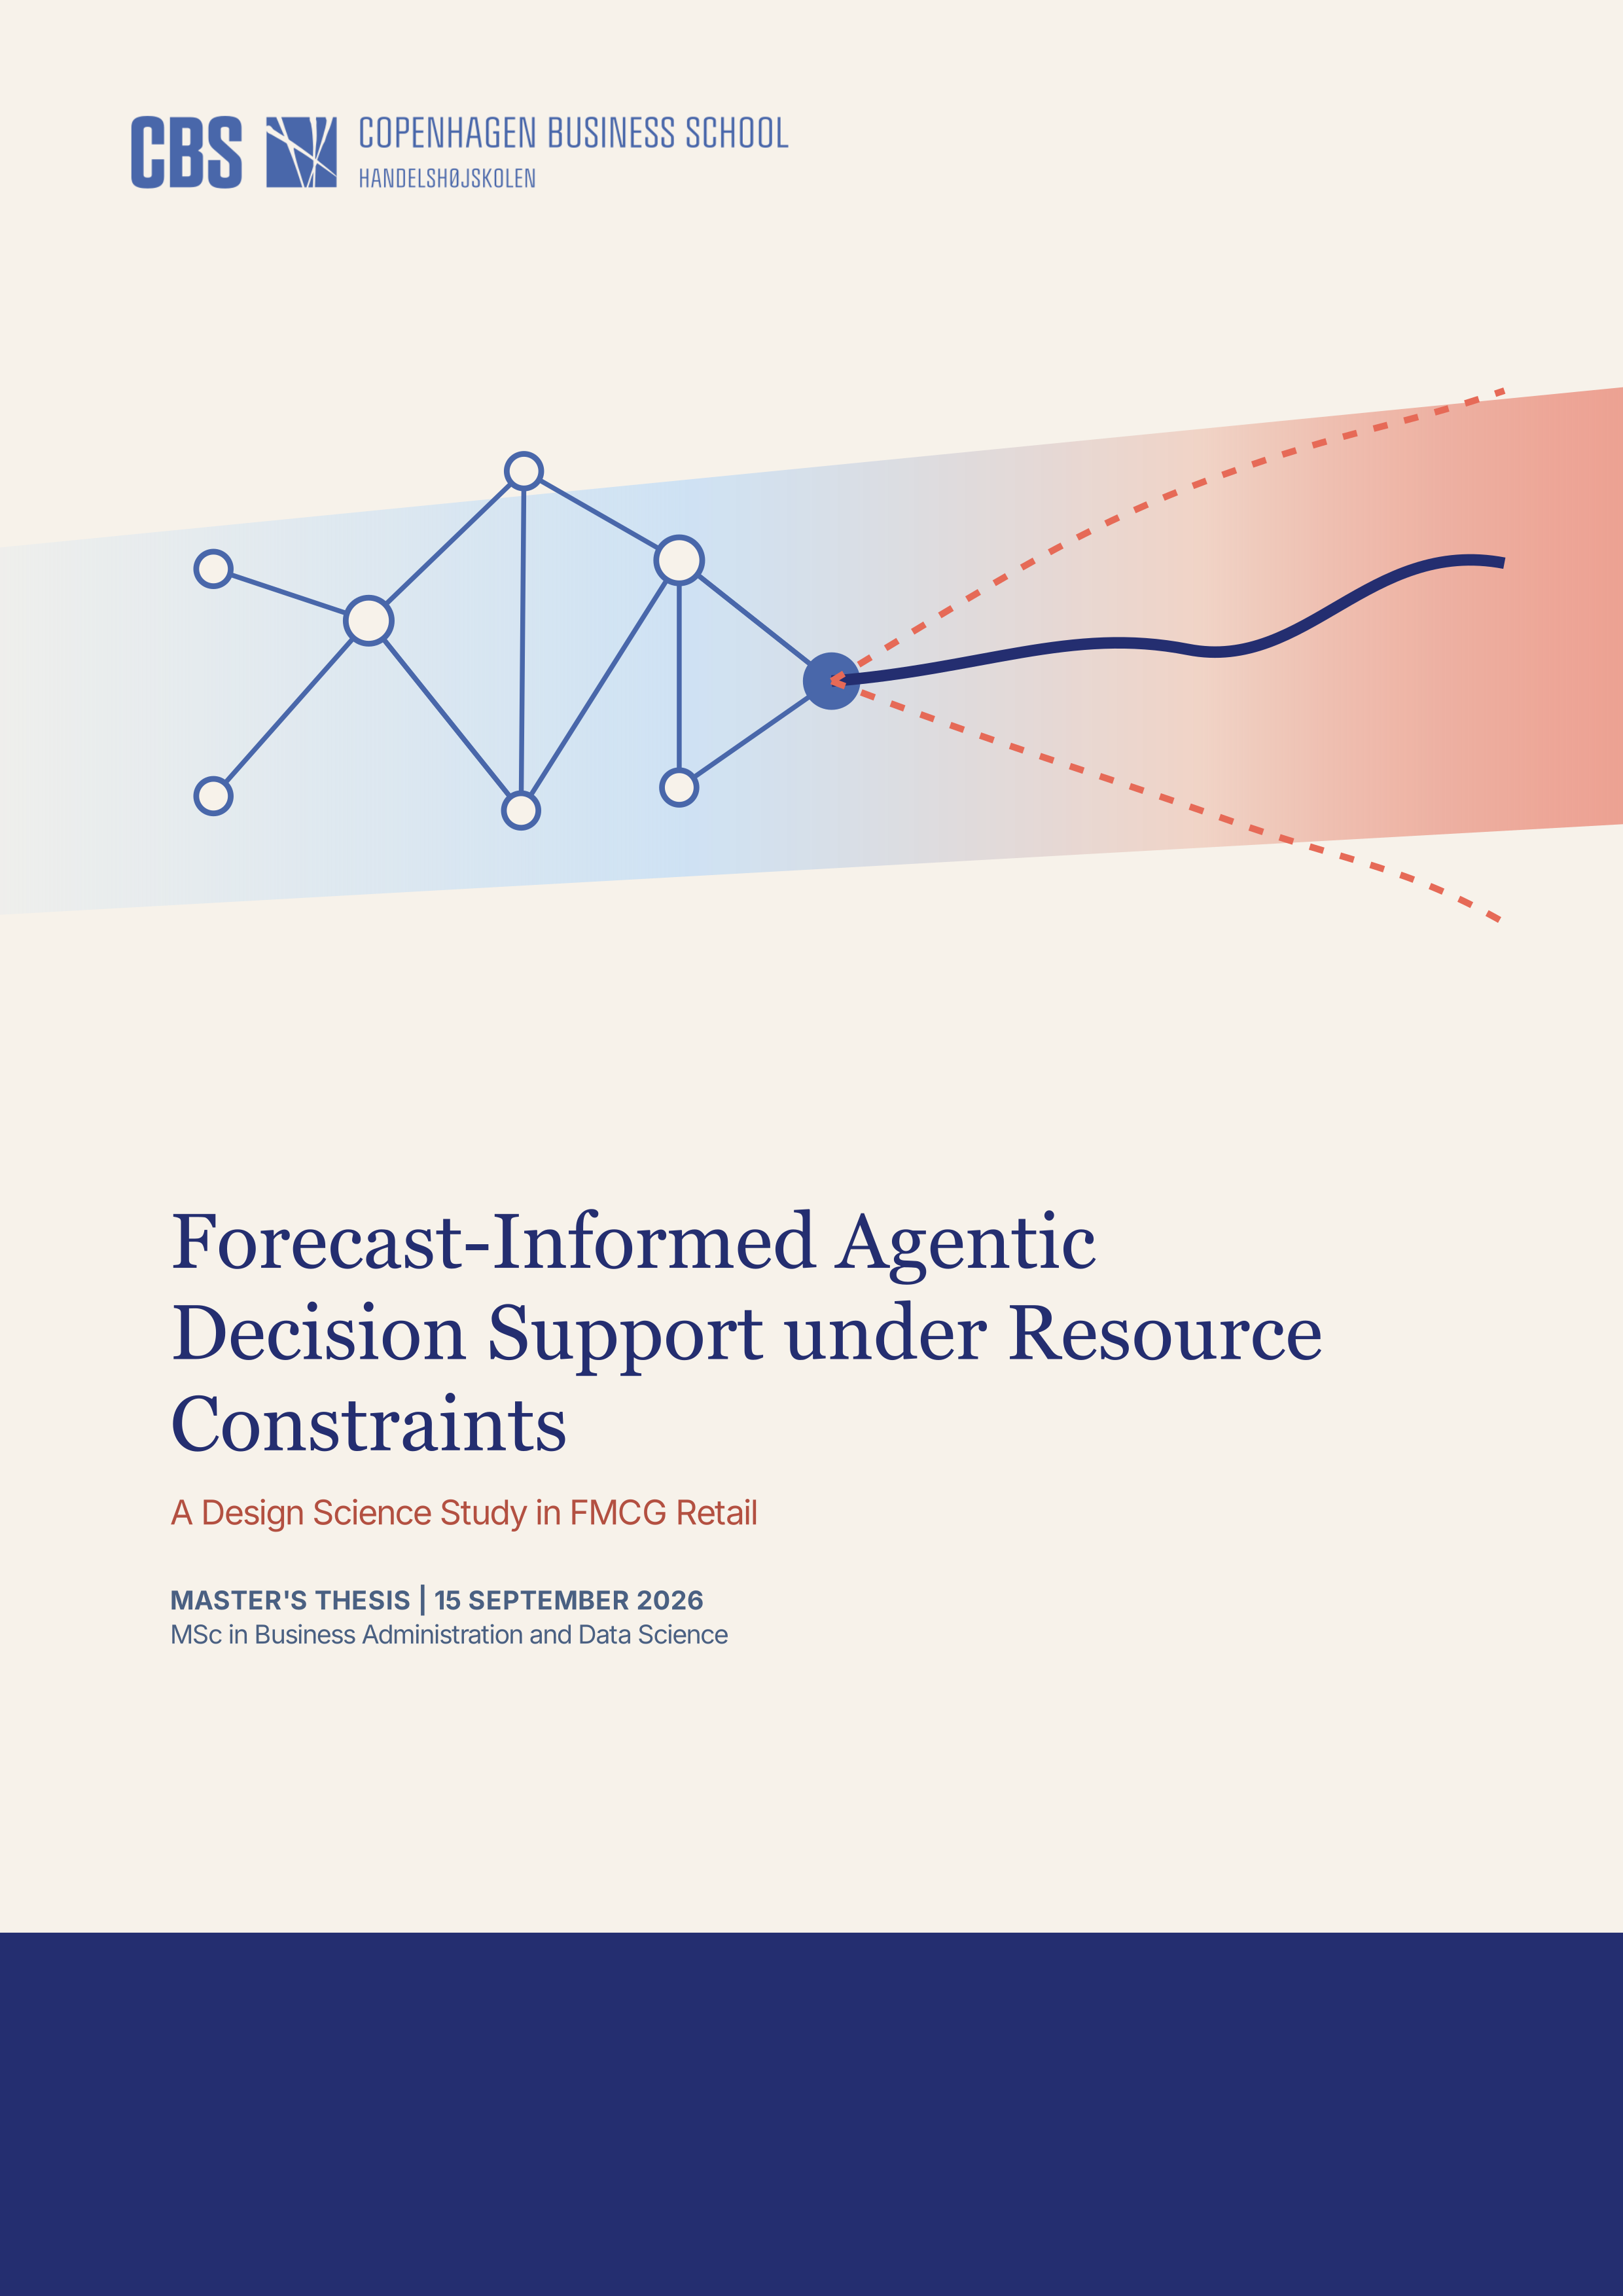 CBS COPENHAGEN BUSINESS SCHOOL
HANDELSHØJSKOLEN
Forecast-Informed Agentic
Decision Support under Resource
Constraints
A Design Science Study in FMCG Retail
MASTER'S THESIS | 15 SEPTEMBER 2026
MSc in Business Administration and Data Science